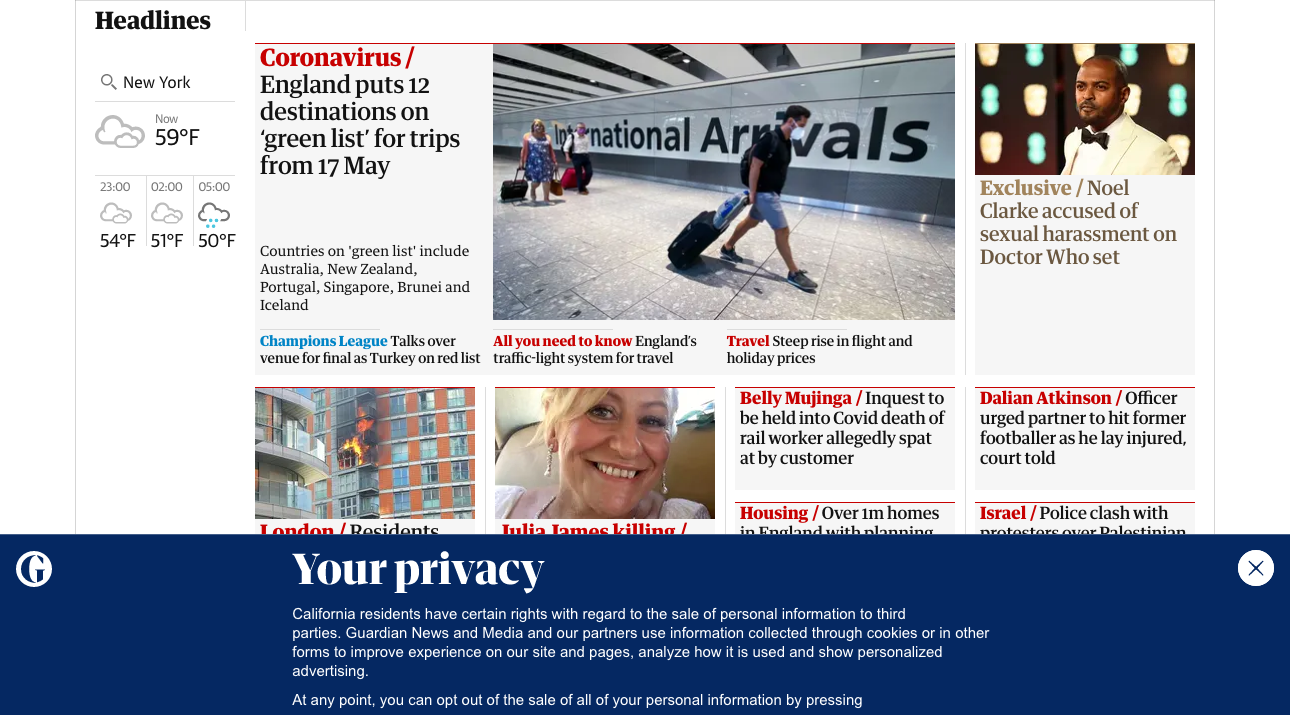 Headlines
New York
Now
59°F
23:00
02:00
05:00
54°F
51°F
50°F
Coronavirus /
England puts 12
destinations on
‘green list’ for trips
from 17 May
Countries on 'green list' include
Australia, New Zealand,
Portugal, Singapore, Brunei and
Iceland
International Arrivals
Exclusive / Noel
Clarke accused of
sexual harassment on
Doctor Who set
Champions League Talks over
venue for final as Turkey on red list
All you need to know England’s
traffic-light system for travel
Travel Steep rise in flight and
holiday prices
London / Residents
Julia James killing /
Belly Mujinga / Inquest to
be held into Covid death of
rail worker allegedly spat
at by customer
Housing / Over 1m homes
in England with planning
Dalian Atkinson / Officer
urged partner to hit former
footballer as he lay injured,
court told
Israel / Police clash with
protesters over Palestinian
G
Your privacy
California residents have certain rights with regard to the sale of personal information to third
parties. Guardian News and Media and our partners use information collected through cookies or in other
forms to improve experience on our site and pages, analyze how it is used and show personalized
advertising.
At any point, you can opt out of the sale of all of your personal information by pressing